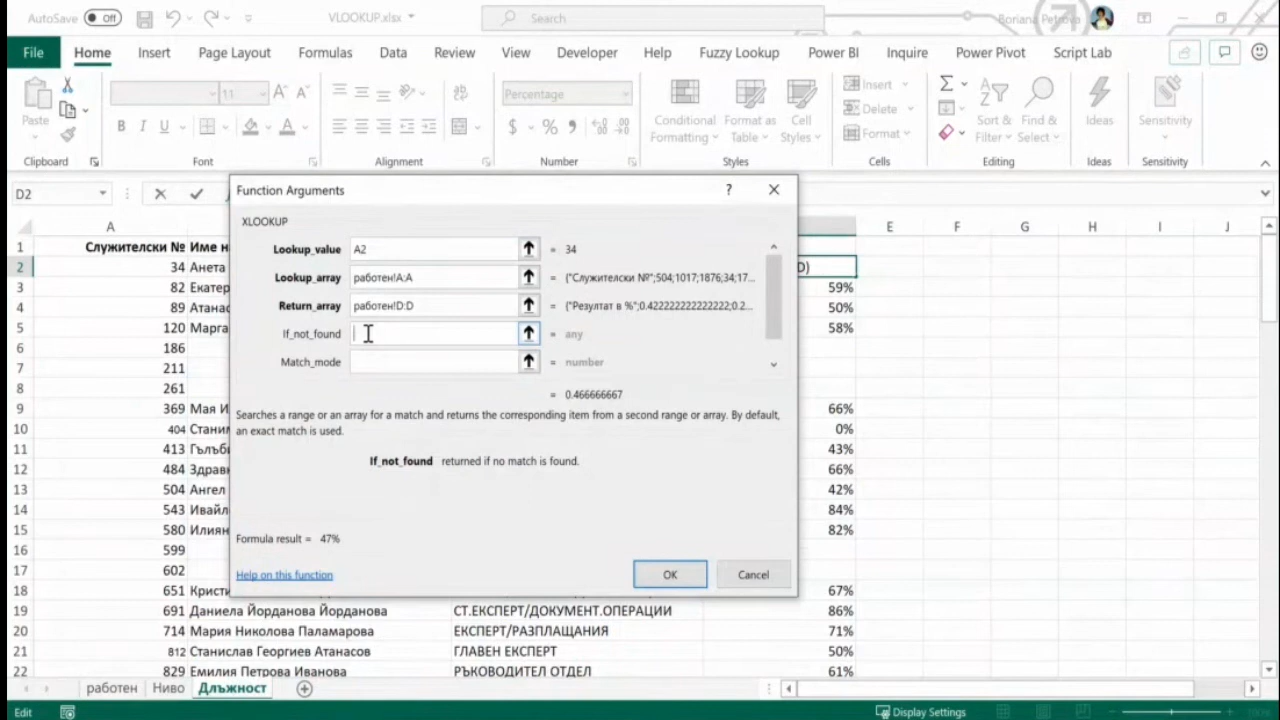 AutoSave Off VLOOKUP.xlsx Search Boriana Petrova
File Home Insert Page Layout Formulas Data Review View Developer Help Fuzzy Lookup Power BI Inquire Power Pivot Script Lab
11 A A Percentage Insert Σ
Paste B I U A $ % Conditional Formatting Format as Table Cell Styles Delete Format Sort & Filter Find & Select Ideas Sensitivity
Clipboard Font Alignment Number Styles Cells Editing Ideas Sensitivity
D2
Function Arguments ?
A E F G H I J
XLOOKUP
1 Служителски № Име н
Lookup_value A2 = 34
2 34 Анета D)
Lookup_array работен!A:A = {"Служителски №";504;1017;1876;34;17...
3 82 Екатер 59%
Return_array работен!D:D = {"Резултат в %";0.422222222222222;0.2...
4 89 Атанас 50%
If_not_found = any
5 120 Марга 58%
6 186
Match_mode = number
7 211
8 261
= 0.466666667
9 369 Мая И 66%
Searches a range or an array for a match and returns the corresponding item from a second range or array. By default,
an exact match is used.
10 404 Станил 0%
11 413 Гълъби 43%
If_not_found returned if no match is found.
12 484 Здравк 66%
13 504 Ангел 42%
14 543 Ивайл 84%
15 580 Илиян 82%
Formula result = 47%
16 599
17 602
Help on this function OK Cancel
18 651 Кристи 67%
19 691 Даниела Йорданова Йорданова СТ.ЕКСПЕРТ/ДОКУМЕНТ.ОПЕРАЦИИ 86%
20 714 Мария Николова Паламарова ЕКСПЕРТ/РАЗПЛАЩАНИЯ 71%
21 812 Станислав Георгиев Атанасов ГЛАВЕН ЕКСПЕРТ 50%
22 829 Емилия Петрова Иванова РЪКОВОДИТЕЛ ОТДЕЛ 61%
работен Ниво Длъжност
Edit Display Settings